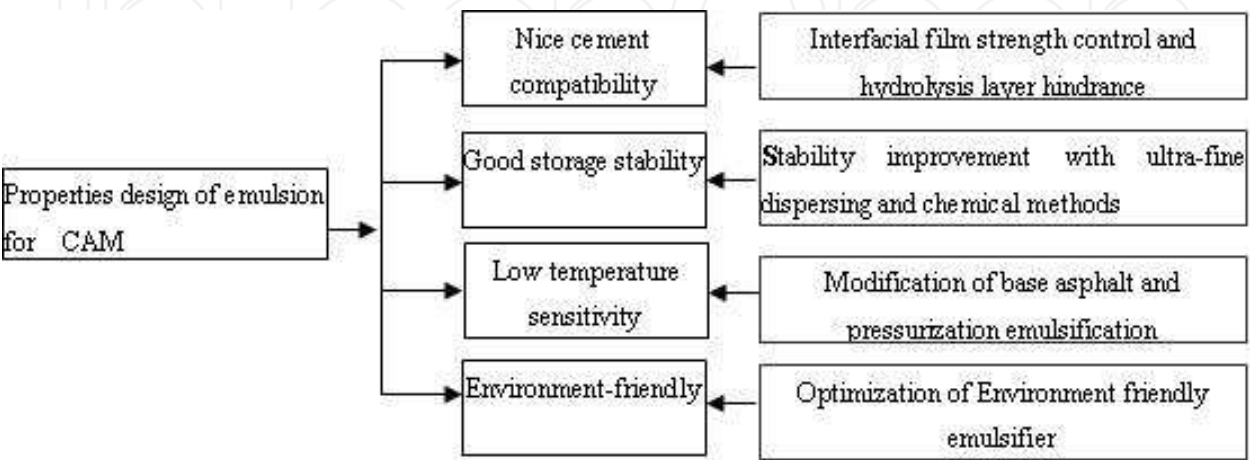 Nice cement
compatibility
Interfacial film strength control and
hydrolysis layer hindrance
Good storage stability
Stability improvement with ultra-fine
dispersing and chemical methods
Properties design of emulsion
for CAM
Low temperature
sensitivity
Modification of base asphalt and
pressurization emulsification
Environment-friendly
Optimization of Environment friendly
emulsifier